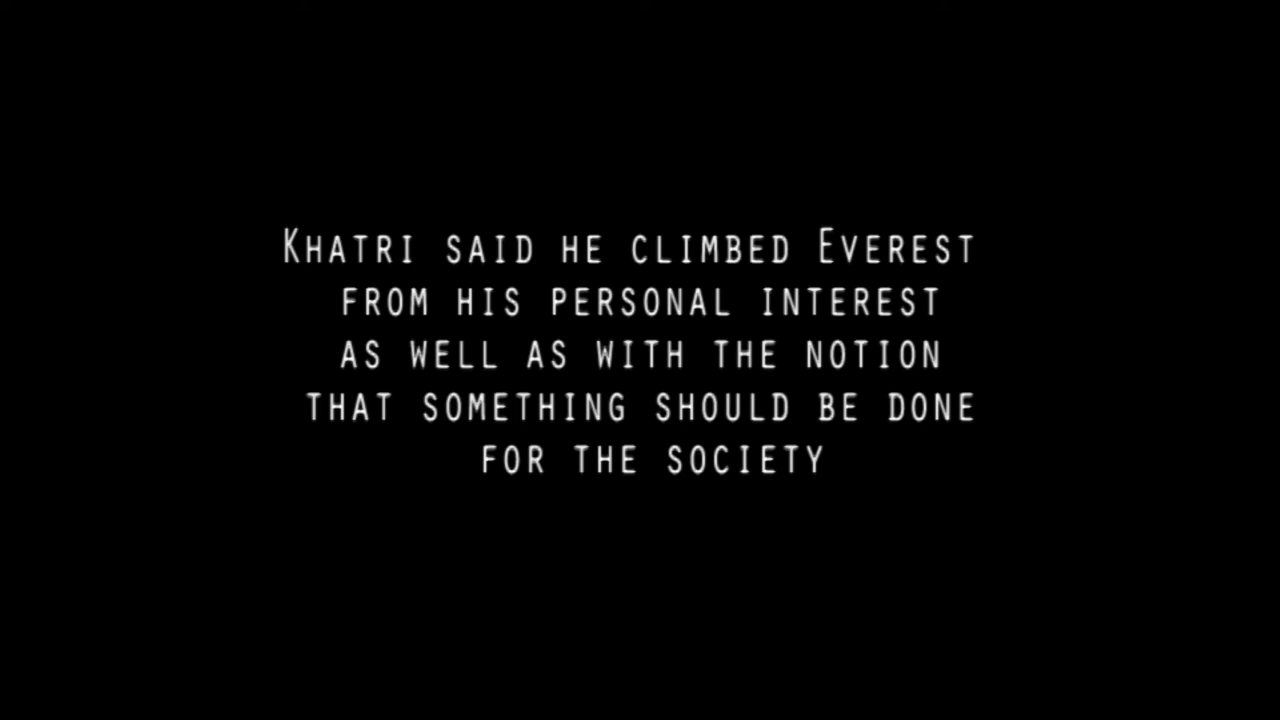 Khatri said he climbed Everest
from his personal interest
as well as with the notion
that something should be done
for the society